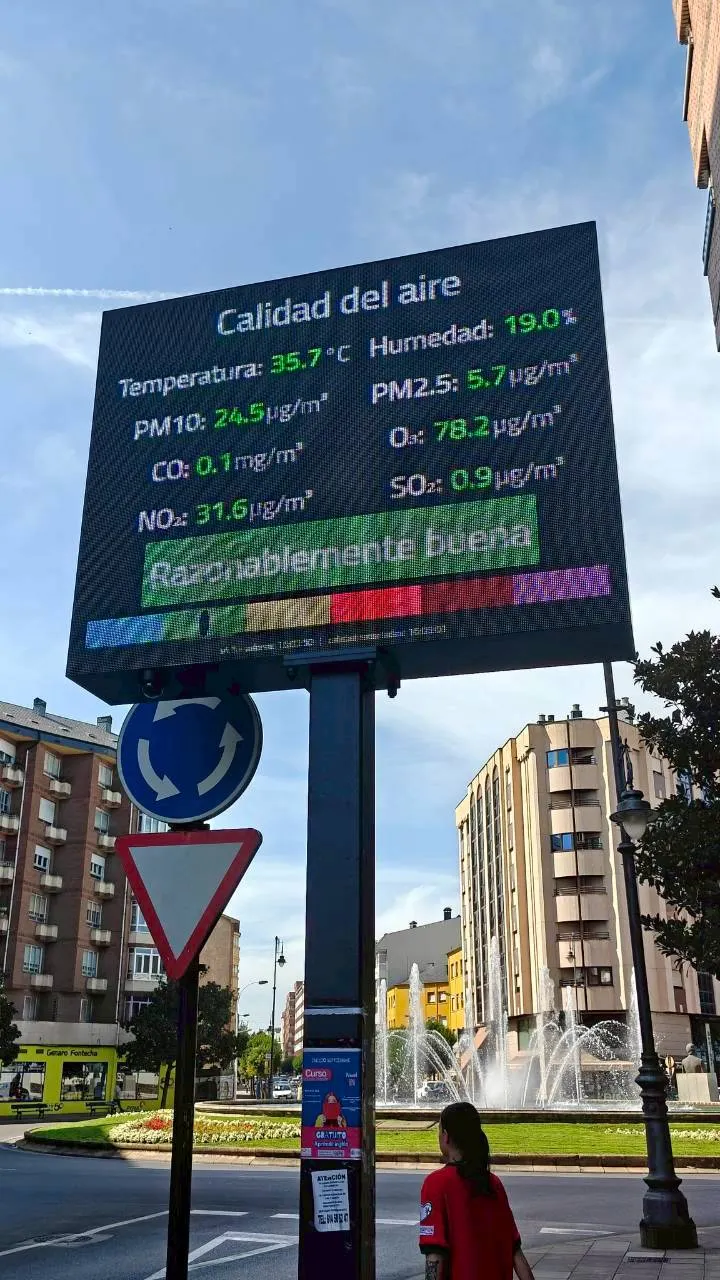 Calidad del aire
Temperatura: 35.7 °C Humedad: 19.0%
PM10: 24.5 µg/m³ PM2.5: 5.7 µg/m³
CO: 0.1 mg/m³ O₃: 78.2 µg/m³
NO₂: 31.6 µg/m³ SO₂: 0.9 µg/m³
Razonablemente buena
Genaro Fontecha
Curso
GRATUITO
ATENCIÓN